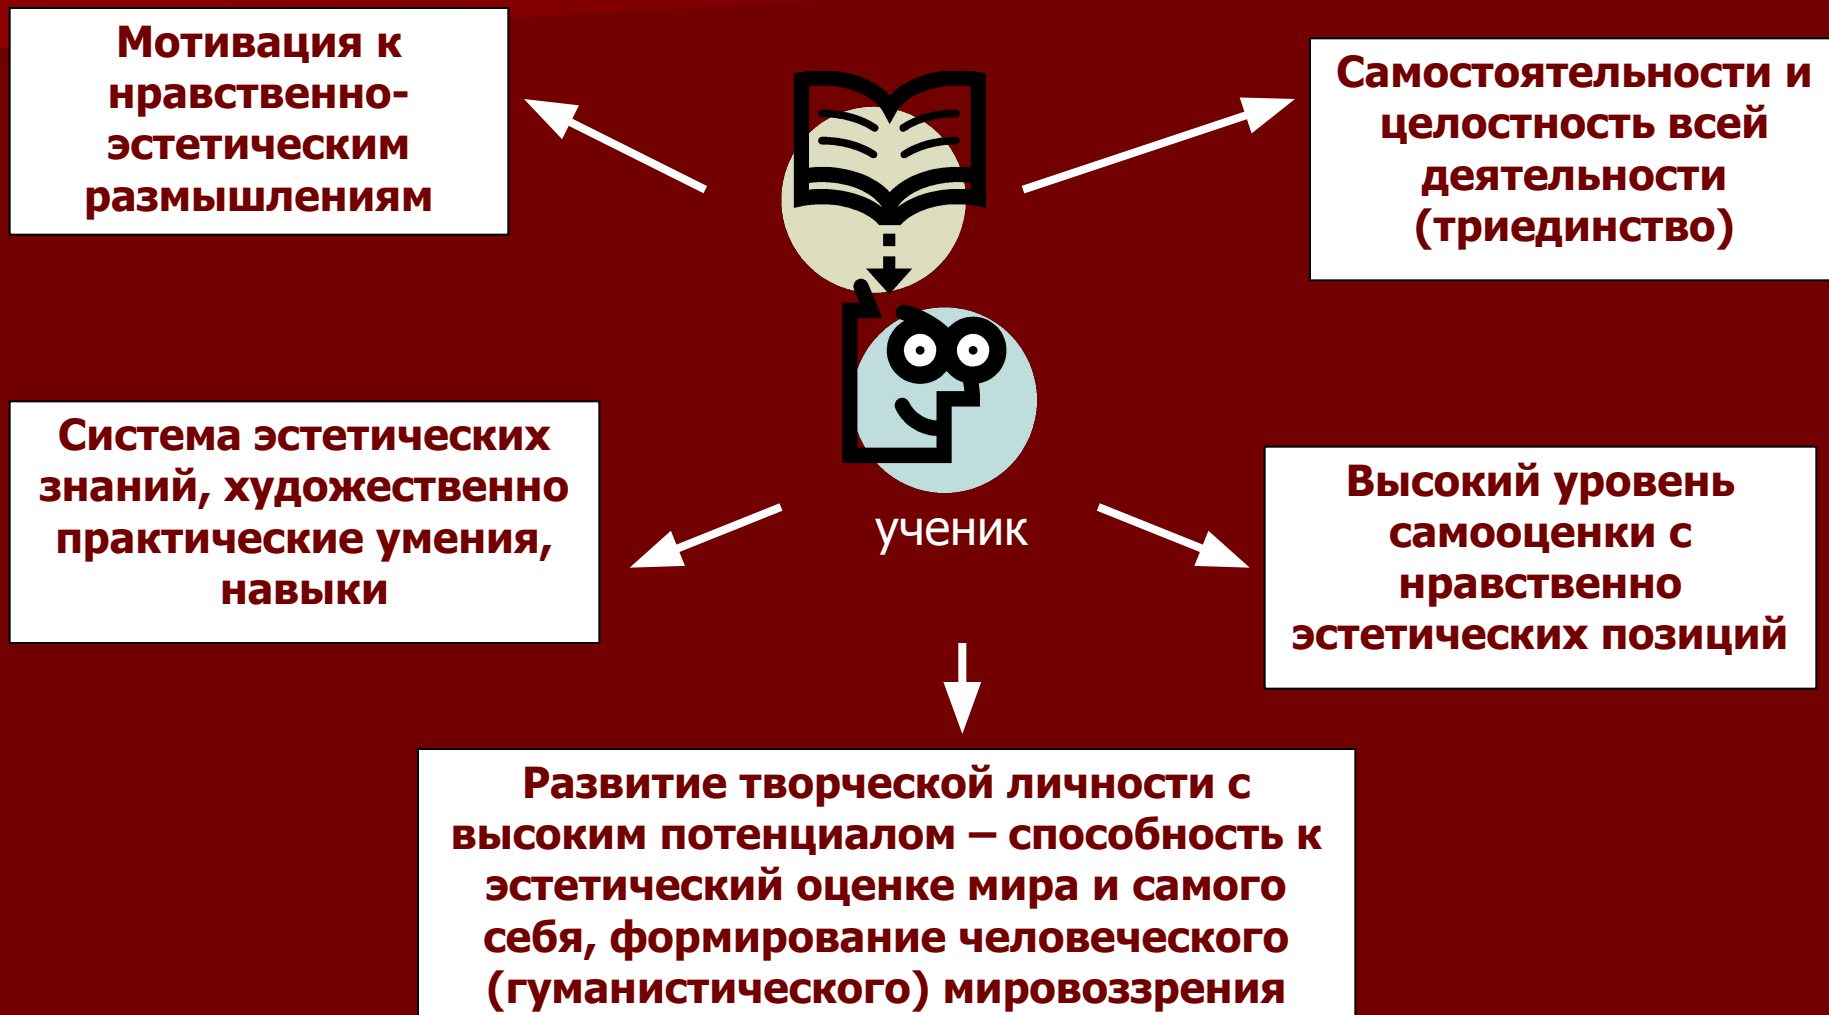 Мотивация к
нравственно-
эстетическим
размышлениям
Самостоятельности и
целостность всей
деятельности
(триединство)
Система эстетических
знаний, художественно
практические умения,
навыки
ученик
Высокий уровень
самооценки с
нравственно
эстетических позиций
Развитие творческой личности с
высоким потенциалом – способность к
эстетический оценке мира и самого
себя, формирование человеческого
(гуманистического) мировоззрения